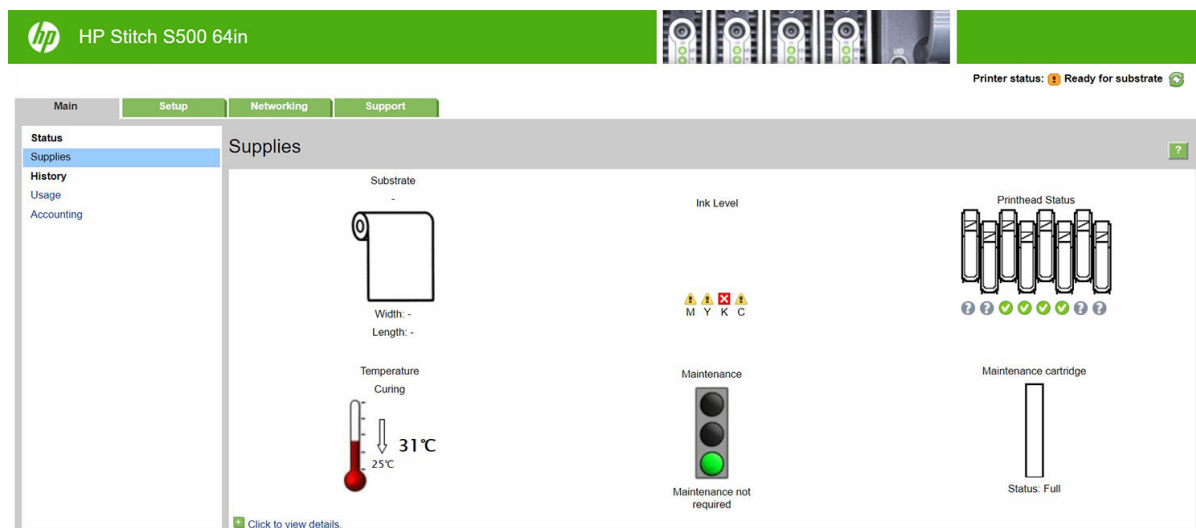 hp HP Stitch S500 64in
Printer status: Ready for substrate
Main Setup Networking Support
Status
Supplies
History
Usage
Accounting
Supplies
?
Substrate
-
Width: -
Length: -
Ink Level
M Y K C
Printhead Status
? ? ? ?
Temperature
Curing
31℃
25℃
Maintenance
Maintenance not
required
Maintenance cartridge
Status: Full
Click to view details.